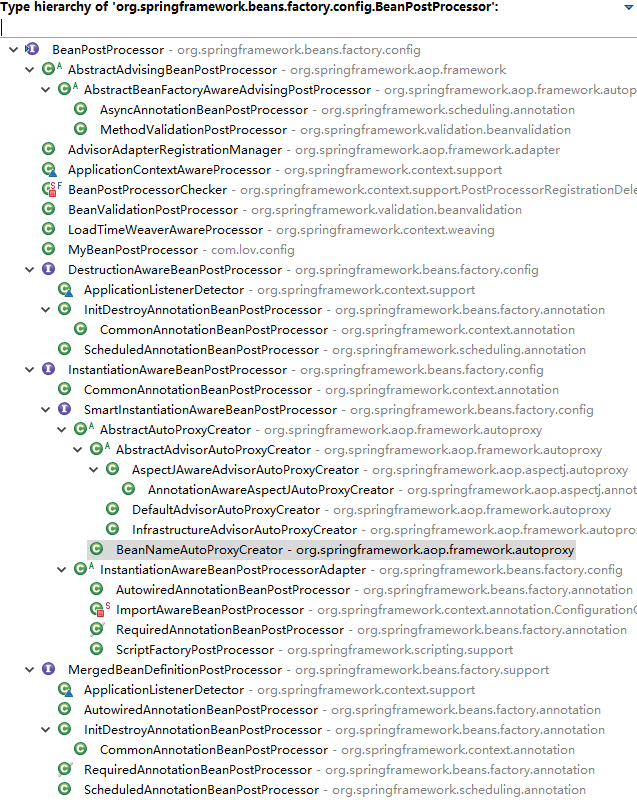 Type hierarchy of 'org.springframework.beans.factory.config.BeanPostProcessor':
BeanPostProcessor - org.springframework.beans.factory.config
AbstractAdvisingBeanPostProcessor - org.springframework.aop.framework
AbstractBeanFactoryAwareAdvisingPostProcessor - org.springframework.aop.framework.autop
AsyncAnnotationBeanPostProcessor - org.springframework.scheduling.annotation
MethodValidationPostProcessor - org.springframework.validation.beanvalidation
AdvisorAdapterRegistrationManager - org.springframework.aop.framework.adapter
ApplicationContextAwareProcessor - org.springframework.context.support
BeanPostProcessorChecker - org.springframework.context.support.PostProcessorRegistrationDele
BeanValidationPostProcessor - org.springframework.validation.beanvalidation
LoadTimeWeaverAwareProcessor - org.springframework.context.weaving
MyBeanPostProcessor - com.lov.config
DestructionAwareBeanPostProcessor - org.springframework.beans.factory.config
ApplicationListenerDetector - org.springframework.context.support
InitDestroyAnnotationBeanPostProcessor - org.springframework.beans.factory.annotation
CommonAnnotationBeanPostProcessor - org.springframework.context.annotation
ScheduledAnnotationBeanPostProcessor - org.springframework.scheduling.annotation
InstantiationAwareBeanPostProcessor - org.springframework.beans.factory.config
CommonAnnotationBeanPostProcessor - org.springframework.context.annotation
SmartInstantiationAwareBeanPostProcessor - org.springframework.beans.factory.config
AbstractAutoProxyCreator - org.springframework.aop.framework.autoproxy
AbstractAdvisorAutoProxyCreator - org.springframework.aop.framework.autoproxy
AspectJAwareAdvisorAutoProxyCreator - org.springframework.aop.aspectj.autoproxy
AnnotationAwareAspectJAutoProxyCreator - org.springframework.aop.aspectj.annot
DefaultAdvisorAutoProxyCreator - org.springframework.aop.framework.autoproxy
InfrastructureAdvisorAutoProxyCreator - org.springframework.aop.framework.autopro
BeanNameAutoProxyCreator - org.springframework.aop.framework.autoproxy
InstantiationAwareBeanPostProcessorAdapter - org.springframework.beans.factory.config
AutowiredAnnotationBeanPostProcessor - org.springframework.beans.factory.annotation
ImportAwareBeanPostProcessor - org.springframework.context.annotation.ConfigurationC
RequiredAnnotationBeanPostProcessor - org.springframework.beans.factory.annotation
ScriptFactoryPostProcessor - org.springframework.scripting.support
MergedBeanDefinitionPostProcessor - org.springframework.beans.factory.support
ApplicationListenerDetector - org.springframework.context.support
AutowiredAnnotationBeanPostProcessor - org.springframework.beans.factory.annotation
InitDestroyAnnotationBeanPostProcessor - org.springframework.beans.factory.annotation
CommonAnnotationBeanPostProcessor - org.springframework.context.annotation
RequiredAnnotationBeanPostProcessor - org.springframework.beans.factory.annotation
ScheduledAnnotationBeanPostProcessor - org.springframework.scheduling.annotation